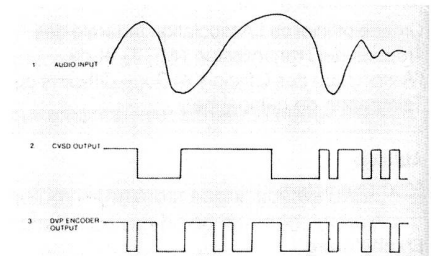 1 AUDIO INPUT
2 CVSD OUTPUT
3 DVP ENCODER
OUTPUT